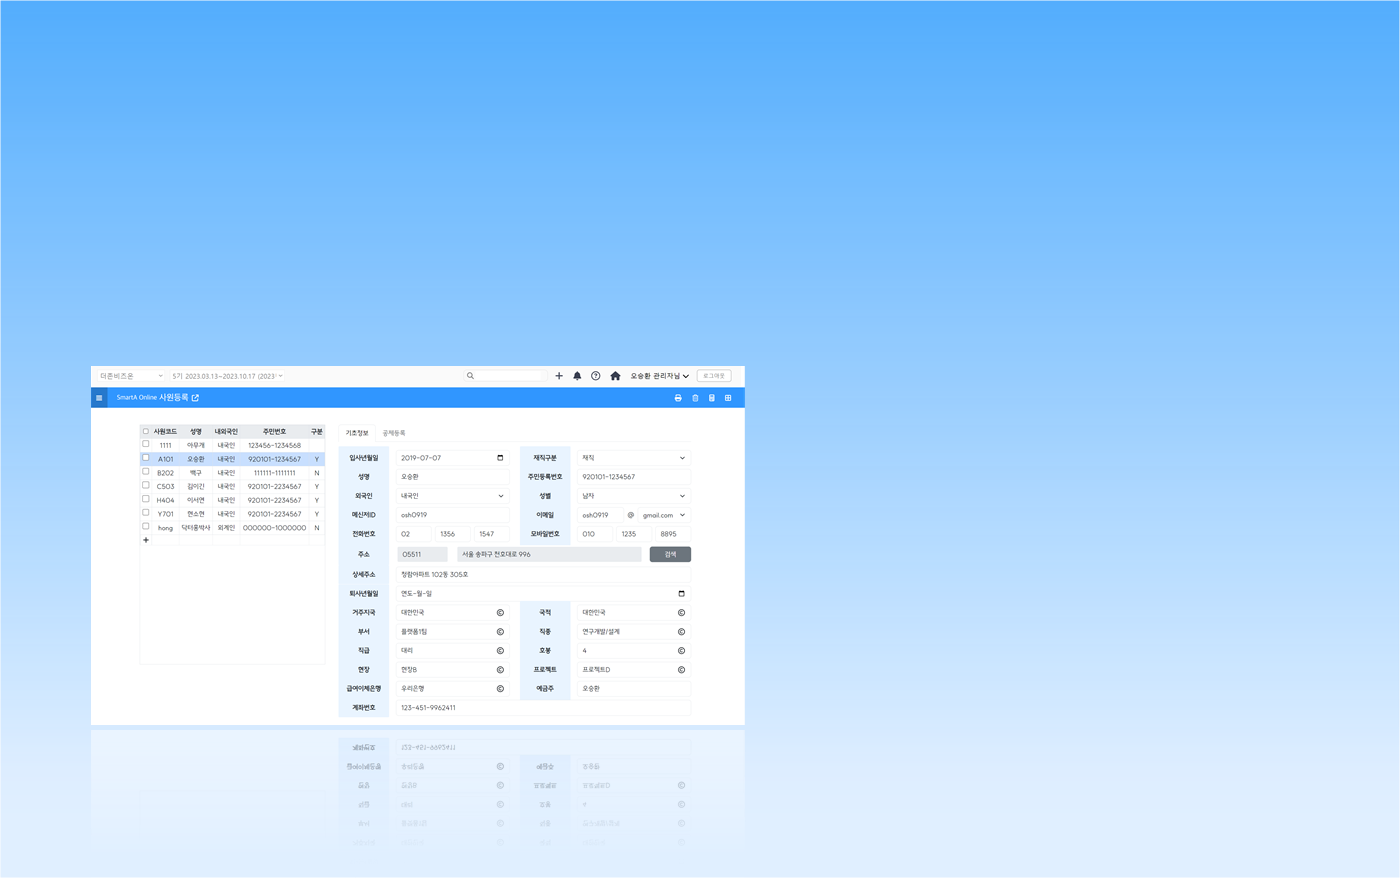 더존비즈온 5기 2023.03.13~2023.10.17 (2023 오승환 관리자님 로그아웃
SmartA Online 사원등록
사원코드 성명 내외국인 주민번호 구분
1111 아무개 내국인 123456-1234568
A101 오승환 내국인 920101-1234567 Y
B202 백구 내국인 111111-1111111 N
C503 김이긴 내국인 920101-2234567 Y
H404 이서연 내국인 920101-2234567 Y
Y701 현소현 내국인 920101-2234567 Y
hong 닥터홍박사 외계인 000000-1000000 N
+
기초정보 공제등록
입사년월일 2019-07-07 재직구분 재직
성명 오승환 주민등록번호 920101-1234567
외국인 내국인 성별 남자
메신저ID osh0919 이메일 osh0919 @ gmail.com
전화번호 02 1356 1547 모바일번호 010 1235 8895
주소 05511 서울 송파구 천호대로 996 검색
상세주소 청람아파트 102동 305호
퇴사년월일 연도-월-일
거주지국 대한민국 국적 대한민국
부서 플랫폼1팀 직종 연구개발/설계
직급 대리 호봉 4
현장 현장B 프로젝트 프로젝트D
급여이체은행 우리은행 예금주 오승환
계좌번호 123-451-9962411